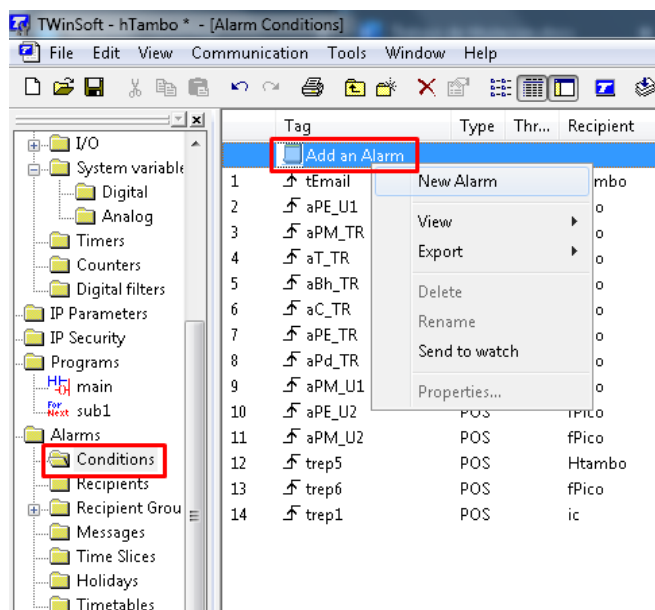 TWinSoft - hTambo * - [Alarm Conditions]
File Edit View Communication Tools Window Help
Tag Type Thr... Recipient
Add an Alarm
1 tEmail mbo
2 aPE_U1 o
3 aPM_TR o
4 aT_TR o
5 aBh_TR o
6 aC_TR o
7 aPE_TR o
8 aPd_TR o
9 aPM_U1 o
10 aPE_U2 POS fPico
11 aPM_U2 POS fPico
12 trep5 POS Htambo
13 trep6 POS fPico
14 trep1 POS ic
New Alarm
View
Export
Delete
Rename
Send to watch
Properties...
I/O
System variable
Digital
Analog
Timers
Counters
Digital filters
IP Parameters
IP Security
Programs
main
For Next sub1
Alarms
Conditions
Recipients
Recipient Grou
Messages
Time Slices
Holidays
Timetables